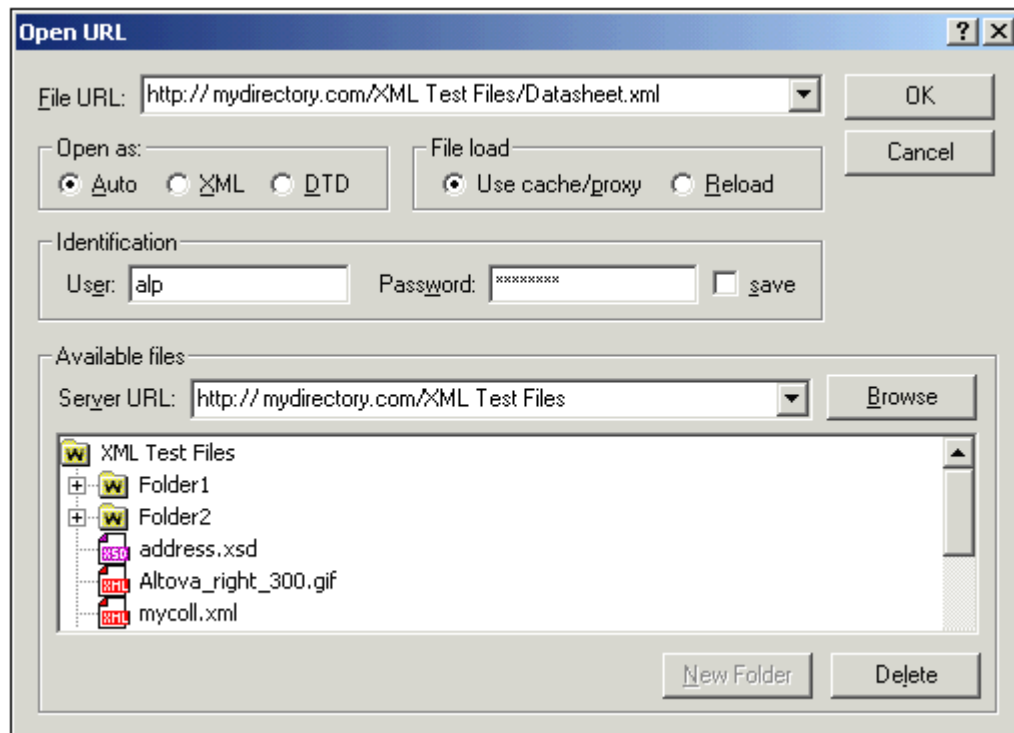 Open URL
File URL: http:// mydirectory.com/XML Test Files/Datasheet.xml
OK
Cancel
Open as:
Auto XML DTD
File load
Use cache/proxy Reload
Identification
User: alp Password: ******** save
Available files
Server URL: http:// mydirectory.com/XML Test Files Browse
XML Test Files
Folder1
Folder2
address.xsd
Altova_right_300.gif
mycoll.xml
New Folder Delete